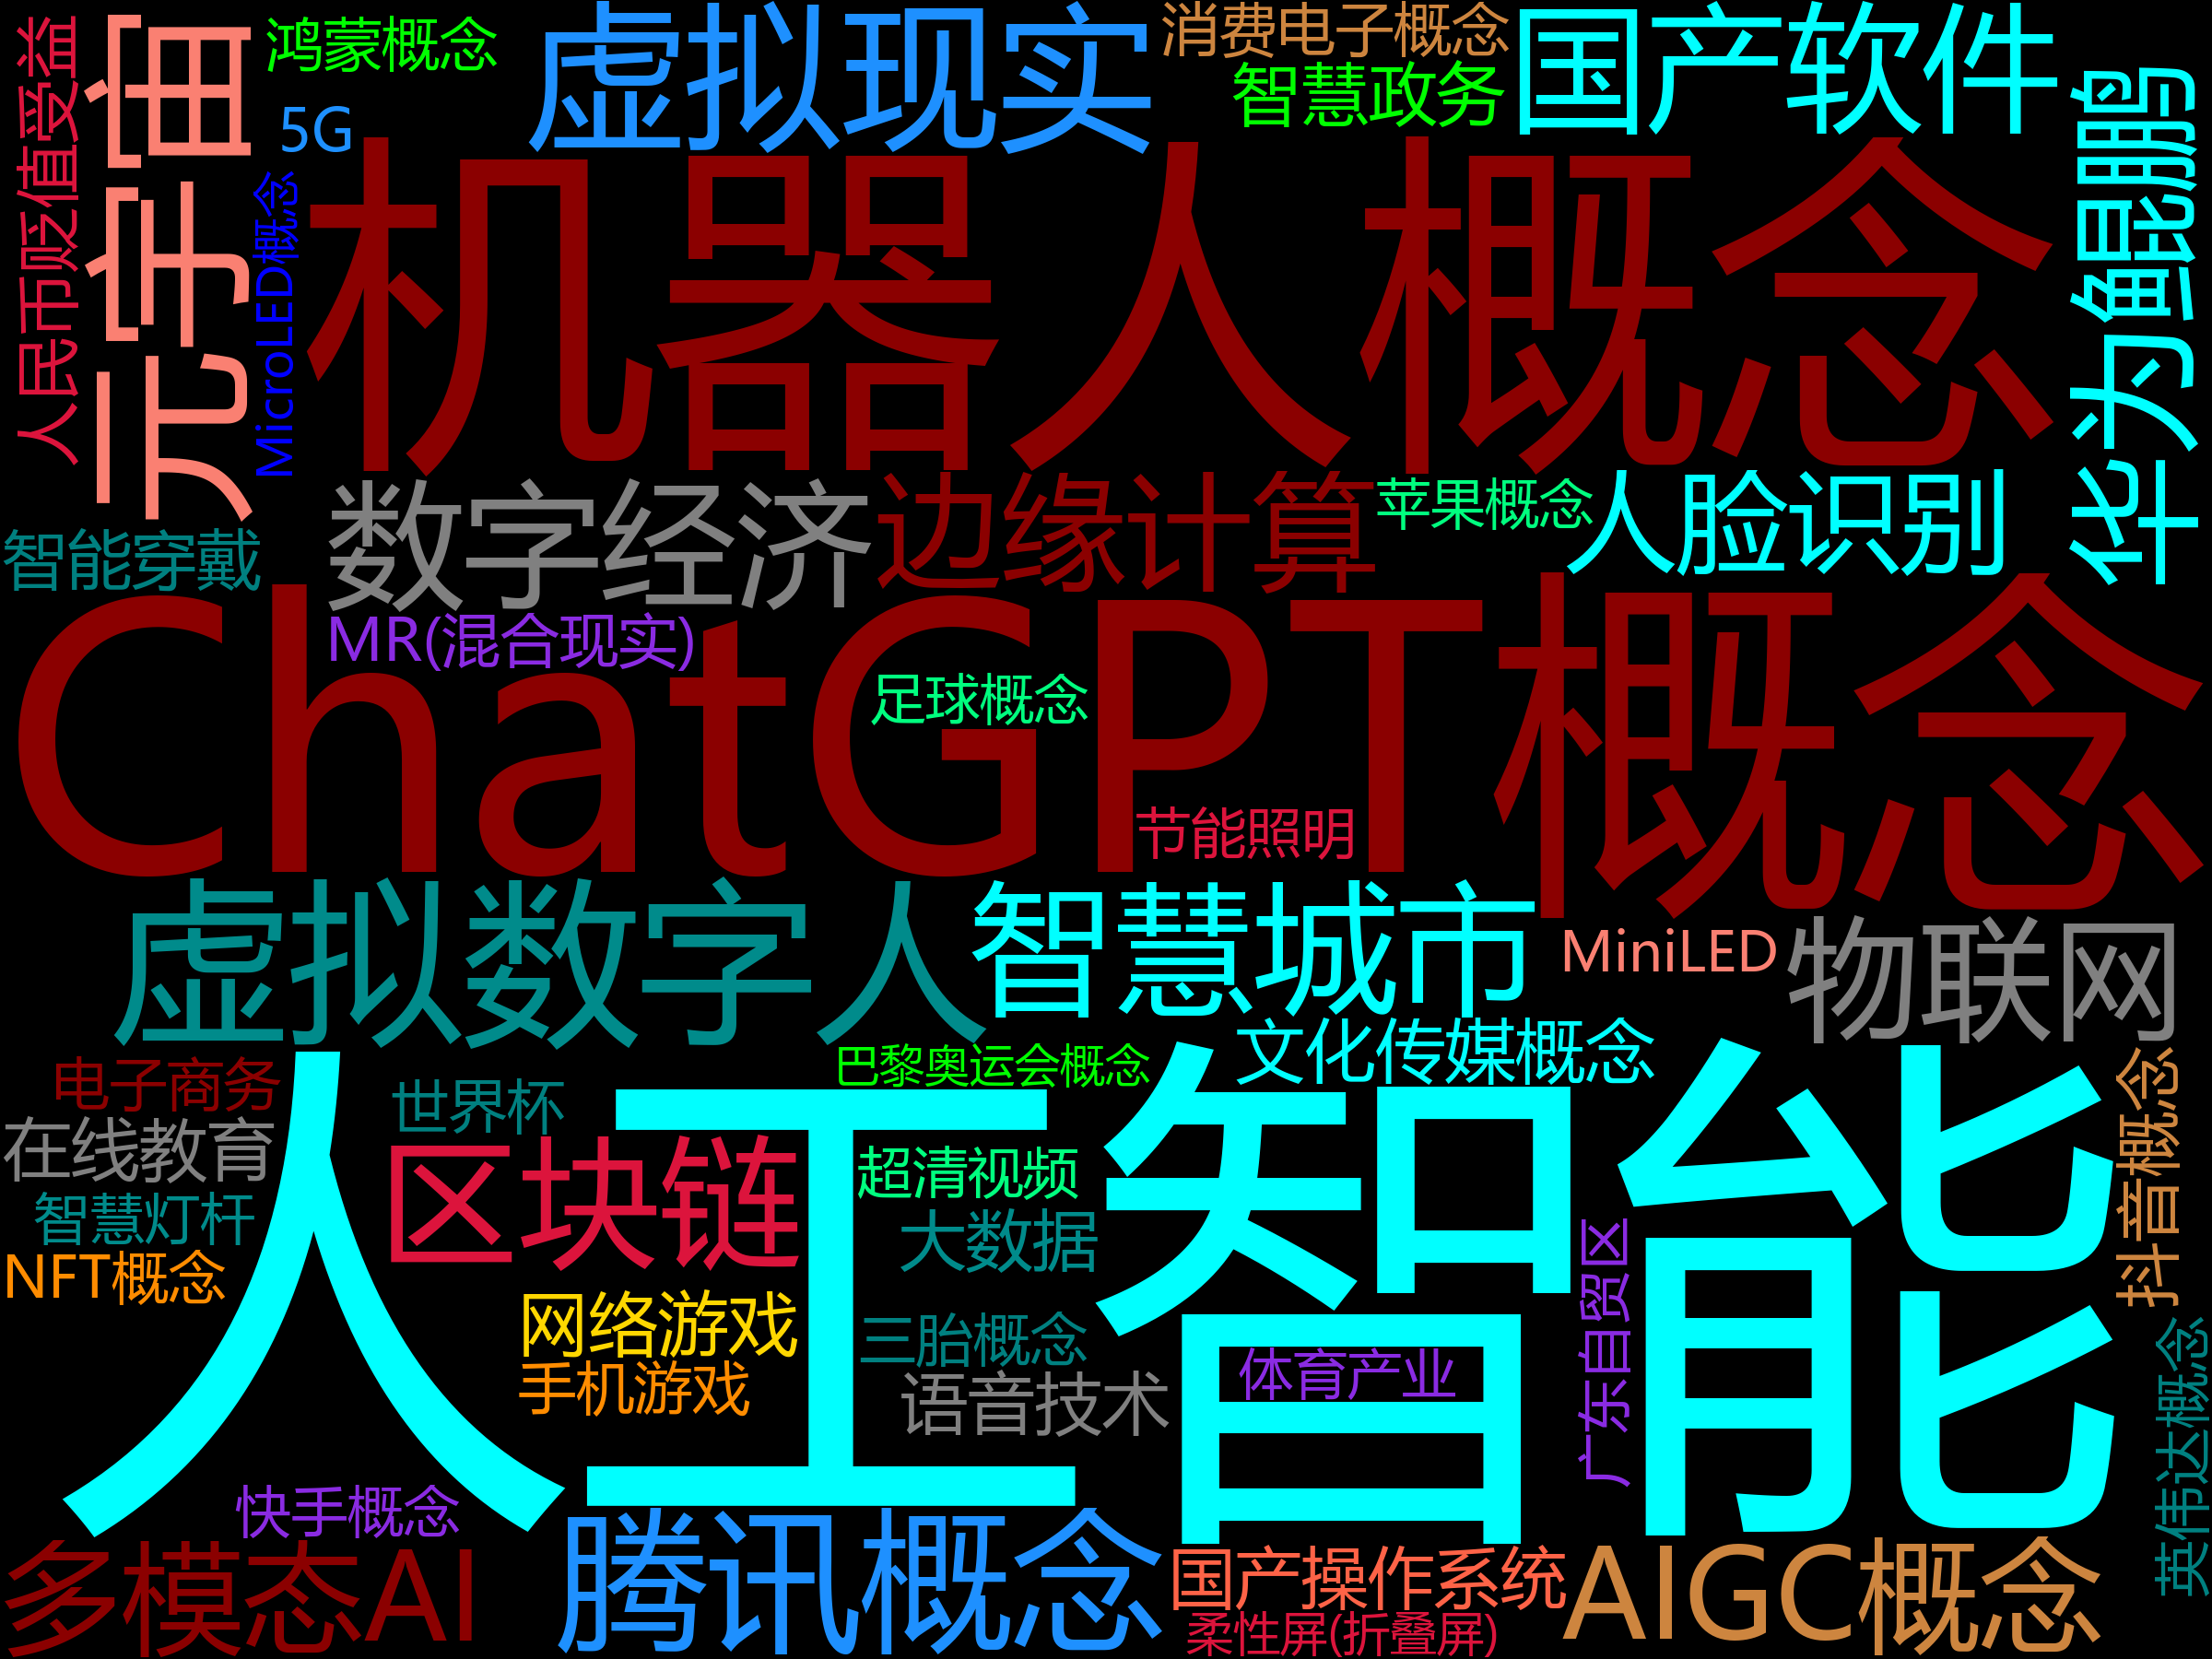 鸿蒙概念
虚拟现实
消费电子概念
国产软件
智慧政务
人民币贬值受益
元宇宙
5G
MicroLED概念
机器人概念
华为鲲鹏
数字经济
边缘计算
苹果概念
人脸识别
智能穿戴
MR(混合现实)
ChatGPT概念
足球概念
节能照明
虚拟数字人
智慧城市
MiniLED
物联网
文化传媒概念
巴黎奥运会概念
电子商务
世界杯
人工智能
在线教育
区块链
超清视频
智慧灯杆
大数据
NFT概念
网络游戏
三胎概念
手机游戏
语音技术
体育产业
广东自贸区
抖音概念
英伟达概念
快手概念
多模态AI
腾讯概念
国产操作系统
柔性屏(折叠屏)
AIGC概念